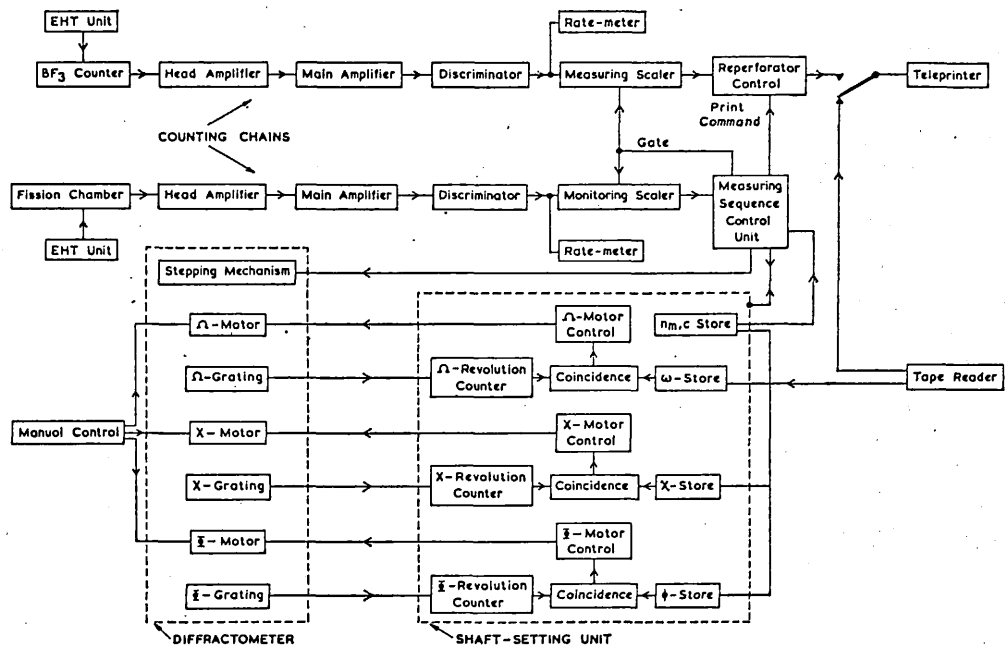 EHT Unit
Rate-meter
BF3 Counter
Head Amplifier
Main Amplifier
Discriminator
Measuring Scaler
Reperforator
Control
Teleprinter
Print
Command
COUNTING CHAINS
Gate
Fission Chamber
Head Amplifier
Main Amplifier
Discriminator
Monitoring Scaler
Measuring
Sequence
Control
Unit
EHT Unit
Rate-meter
Stepping Mechanism
Ω-Motor
Ω-Motor
Control
nm,c Store
Ω-Grating
Ω-Revolution
Counter
Coincidence
ω-Store
Tape Reader
Manual Control
X-Motor
X-Motor
Control
X-Grating
X-Revolution
Counter
Coincidence
χ-Store
Φ-Motor
Φ-Motor
Control
Φ-Grating
Φ-Revolution
Counter
Coincidence
ϕ-Store
DIFFRACTOMETER
SHAFT-SETTING UNIT